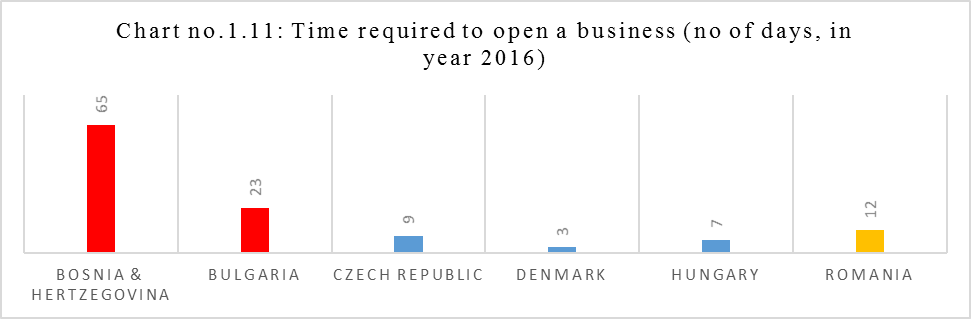 Chart no.1.11: Time required to open a business (no of days, in
year 2016)
65
23
9
3
7
12
BOSNIA &
HERTZEGOVINA
BULGARIA
CZECH REPUBLIC
DENMARK
HUNGARY
ROMANIA